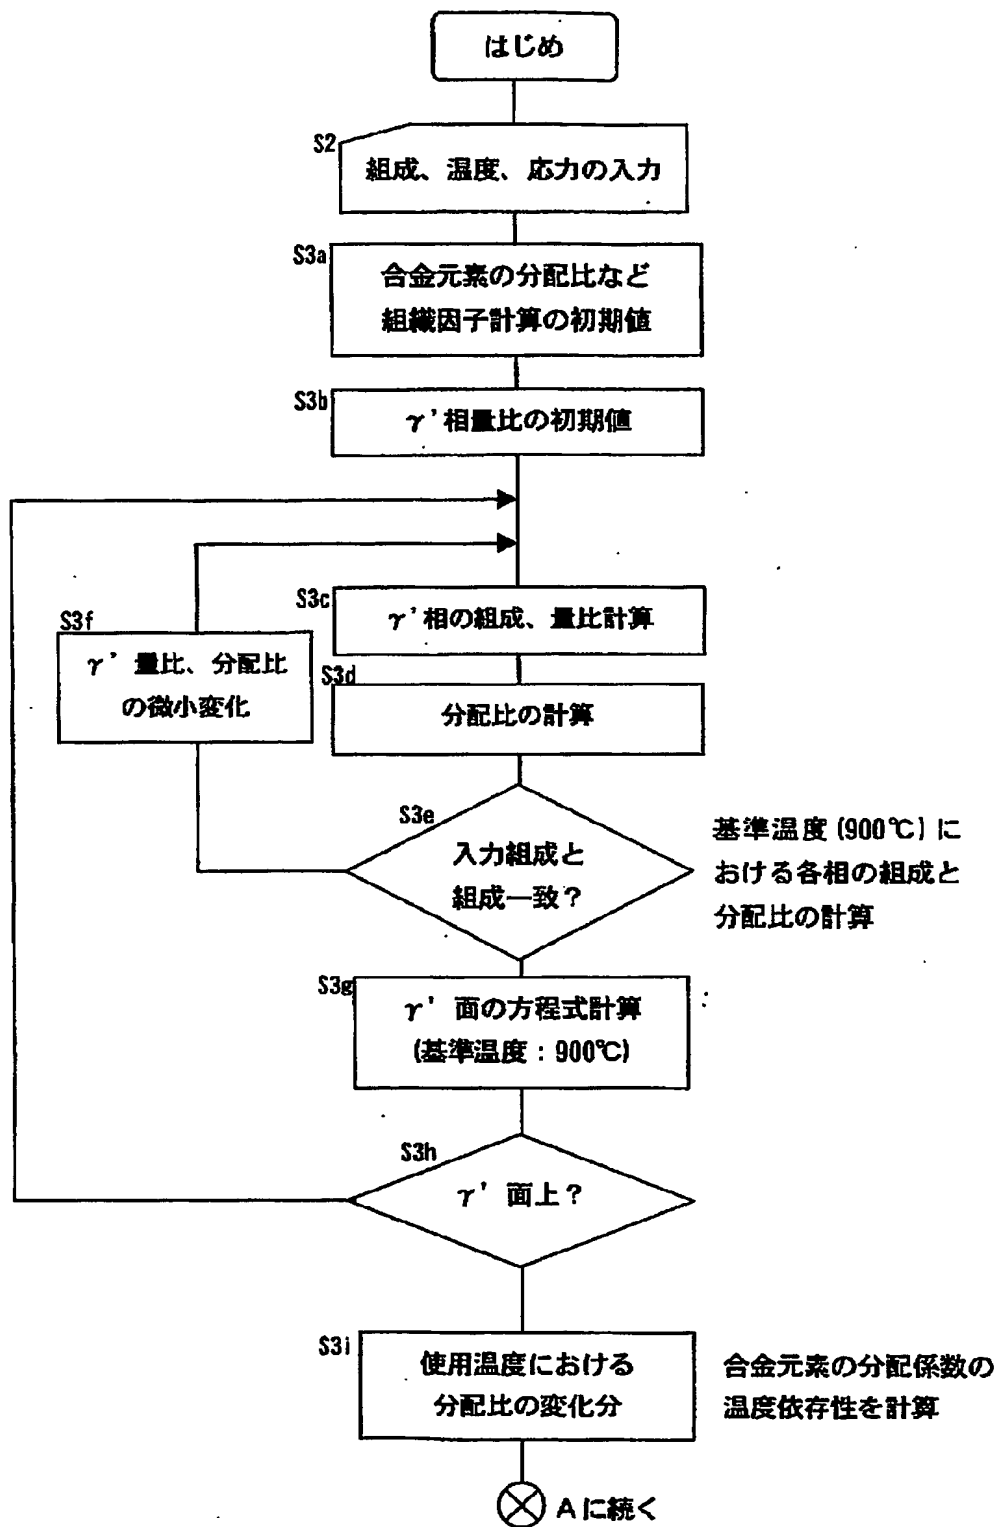 はじめ
S2
組成、温度、応力の入力
S3a
合金元素の分配比など
組織因子計算の初期値
S3b
γ'相量比の初期値
S3c
γ'相の組成、量比計算
S3f
γ' 量比、分配比
の微小変化
S3d
分配比の計算
S3e
入力組成と
組成一致？
基準温度(900℃)に
おける各相の組成と
分配比の計算
S3g
γ' 面の方程式計算
(基準温度：900℃)
S3h
γ' 面上？
S3i
使用温度における
分配比の変化分
合金元素の分配係数の
温度依存性を計算
Aに続く